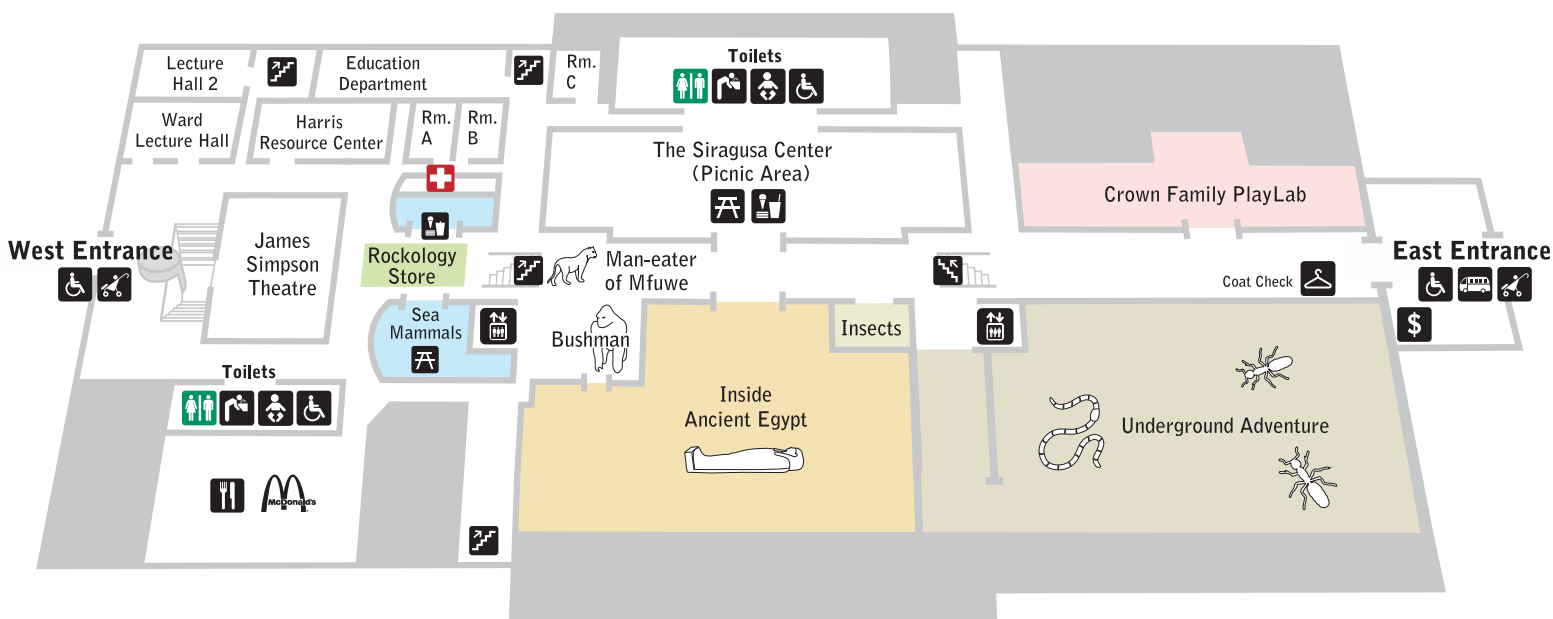 Lecture
Hall 2
Education
Department
Rm.
C
Toilets
Ward
Lecture Hall
Harris
Resource Center
Rm.
A
Rm.
B
The Siragusa Center
(Picnic Area)
Crown Family PlayLab
West Entrance
James
Simpson
Theatre
Rockology
Store
Man-eater
of Mfuwe
East Entrance
Coat Check
Sea
Mammals
Bushman
Insects
$
Toilets
Inside
Ancient Egypt
Underground Adventure
McDonald's